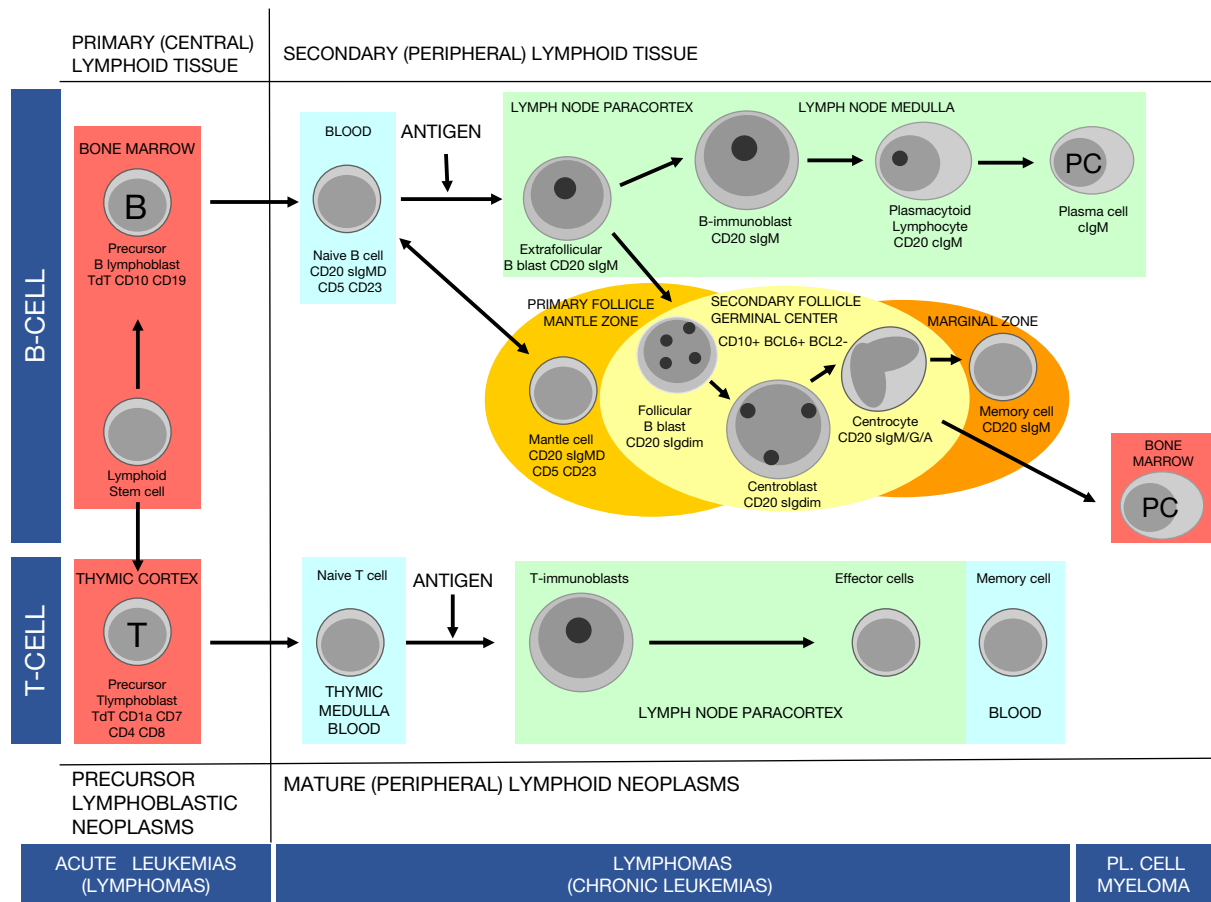 PRIMARY (CENTRAL)
LYMPHOID TISSUE
SECONDARY (PERIPHERAL) LYMPHOID TISSUE
B-CELL
BONE MARROW
B
Precursor
B lymphoblast
TdT CD10 CD19
Lymphoid
Stem cell
BLOOD
Naive B cell
CD20 sIgMD
CD5 CD23
ANTIGEN
LYMPH NODE PARACORTEX
LYMPH NODE MEDULLA
Extrafollicular
B blast CD20 sIgM
B-immunoblast
CD20 sIgM
Plasmacytoid
Lymphocyte
CD20 cIgM
PC
Plasma cell
cIgM
PRIMARY FOLLICLE
MANTLE ZONE
SECONDARY FOLLICLE
GERMINAL CENTER
CD10+ BCL6+ BCL2-
MARGINAL ZONE
Mantle cell
CD20 sIgMD
CD5 CD23
Follicular
B blast
CD20 sIgdim
Centroblast
CD20 sIgdim
Centrocyte
CD20 sIgM/G/A
Memory cell
CD20 sIgM
BONE
MARROW
PC
T-CELL
THYMIC CORTEX
T
Precursor
Tlymphoblast
TdT CD1a CD7
CD4 CD8
Naive T cell
THYMIC
MEDULLA
BLOOD
ANTIGEN
T-immunoblasts
Effector cells
LYMPH NODE PARACORTEX
Memory cell
BLOOD
PRECURSOR
LYMPHOBLASTIC
NEOPLASMS
MATURE (PERIPHERAL) LYMPHOID NEOPLASMS
ACUTE LEUKEMIAS
(LYMPHOMAS)
LYMPHOMAS
(CHRONIC LEUKEMIAS)
PL. CELL
MYELOMA